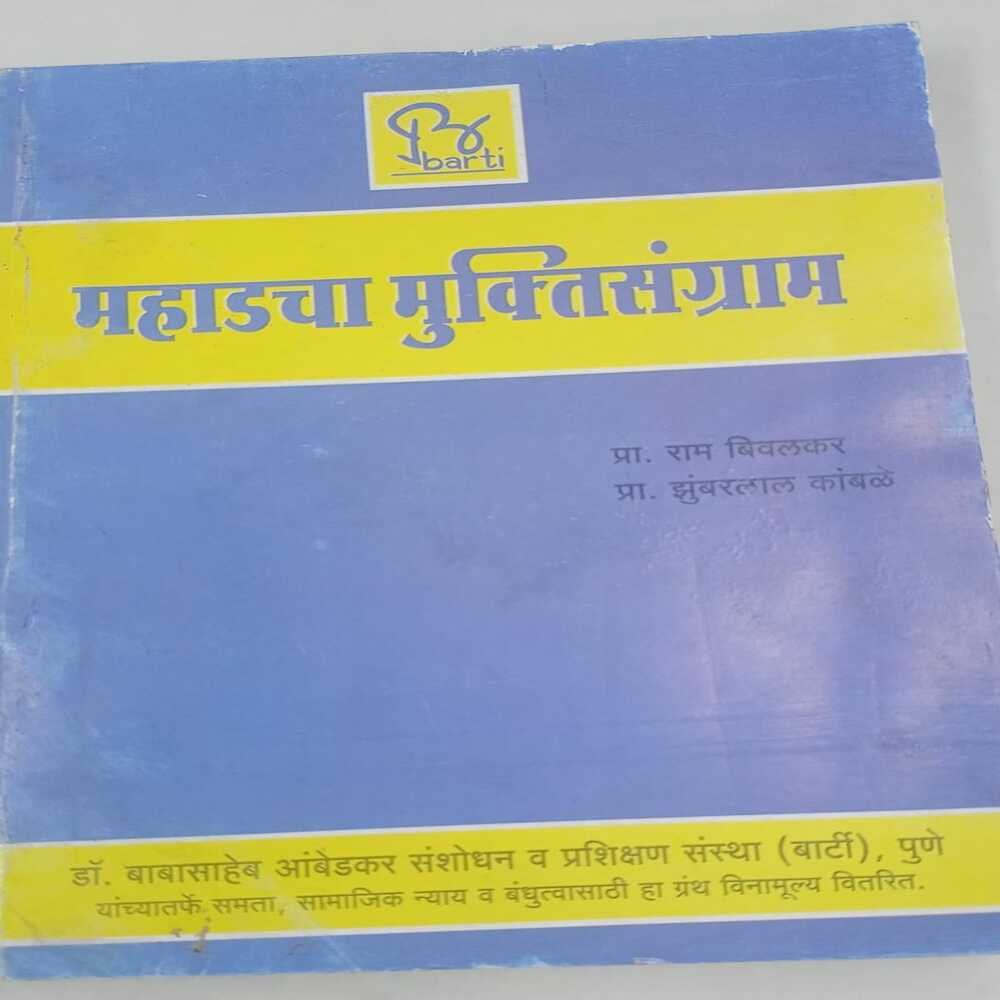 barti
महाडचा मुक्तिसंग्राम
प्रा. राम बिवलकर
प्रा. झुंबरलाल कांबळे
डॉ. बाबासाहेब आंबेडकर संशोधन व प्रशिक्षण संस्था (बार्टी), पुणे
यांच्यातर्फे समता, सामाजिक न्याय व बंधुत्वासाठी हा ग्रंथ विनामूल्य वितरित.